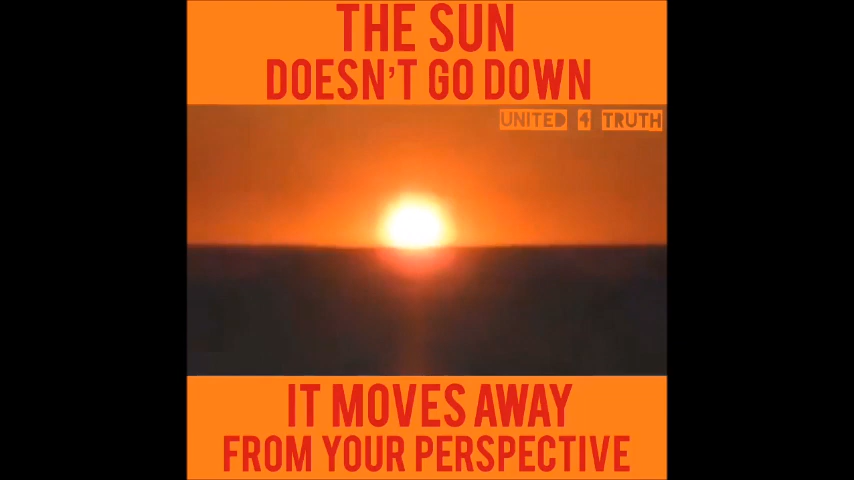 THE SUN
DOESN'T GO DOWN
UNITED 4 TRUTH
IT MOVES AWAY
FROM YOUR PERSPECTIVE